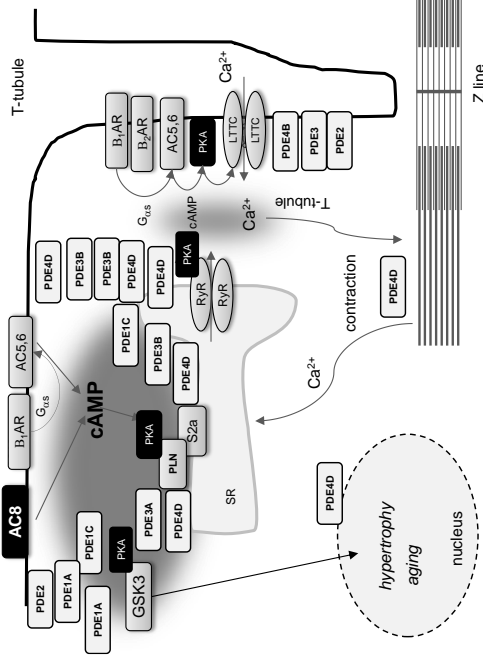 T-tubule
AC8
B₁AR
AC5,6
Gαs
PDE2
PDE1A
PDE1A
PDE1C
cAMP
PKA
GSK3
PDE3A
PDE4D
PLN
S2a
PKA
PDE1C
PDE3B
PDE4D
PDE4D
PDE3B
PDE3B
PDE4D
PDE4D
PKA
RyR
RyR
SR
B₁AR
B₂AR
AC5,6
PKA
LTTC
LTTC
PDE4B
PDE3
PDE2
Gαs
cAMP
Ca²⁺
Ca²⁺
T-tubule
Z line
contraction
PDE4D
Ca²⁺
PDE4D
hypertrophy
aging
nucleus